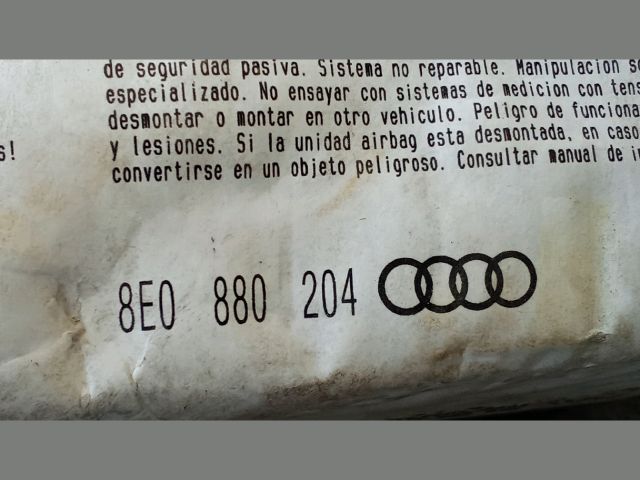 de seguridad pasiva. Sistema no reparable. Manipulacion
especializado. No ensayar con sistemas de medicion con
desmontar o montar en otro vehiculo. Peligro de
s! y lesiones. Si la unidad airbag esta desmontada, en caso
convertirse en un objeto peligroso. Consultar manual de
8E0 880 204